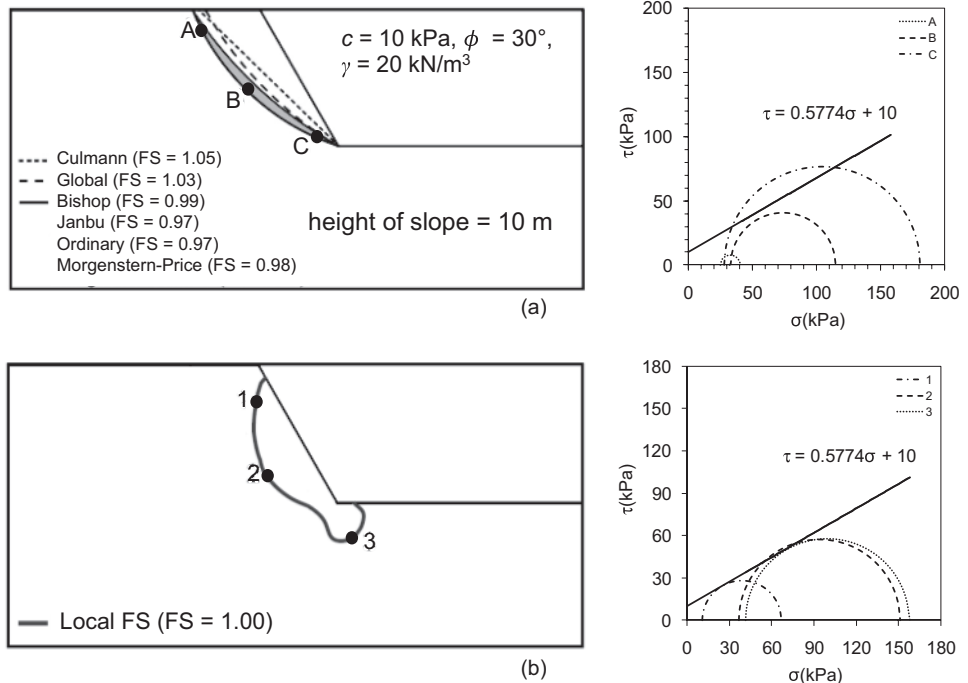 A
B
C
c = 10 kPa, ϕ = 30°,
γ = 20 kN/m³
Culmann (FS = 1.05)
Global (FS = 1.03)
Bishop (FS = 0.99)
Janbu (FS = 0.97)
Ordinary (FS = 0.97)
Morgenstern-Price (FS = 0.98)
height of slope = 10 m
(a)
200
150
100
50
0
τ(kPa)
A
B
C
τ = 0.5774σ + 10
0 50 100 150 200
σ(kPa)
1
2
3
Local FS (FS = 1.00)
(b)
180
150
120
90
60
30
0
τ(kPa)
1
2
3
τ = 0.5774σ + 10
0 30 60 90 120 150 180
σ(kPa)